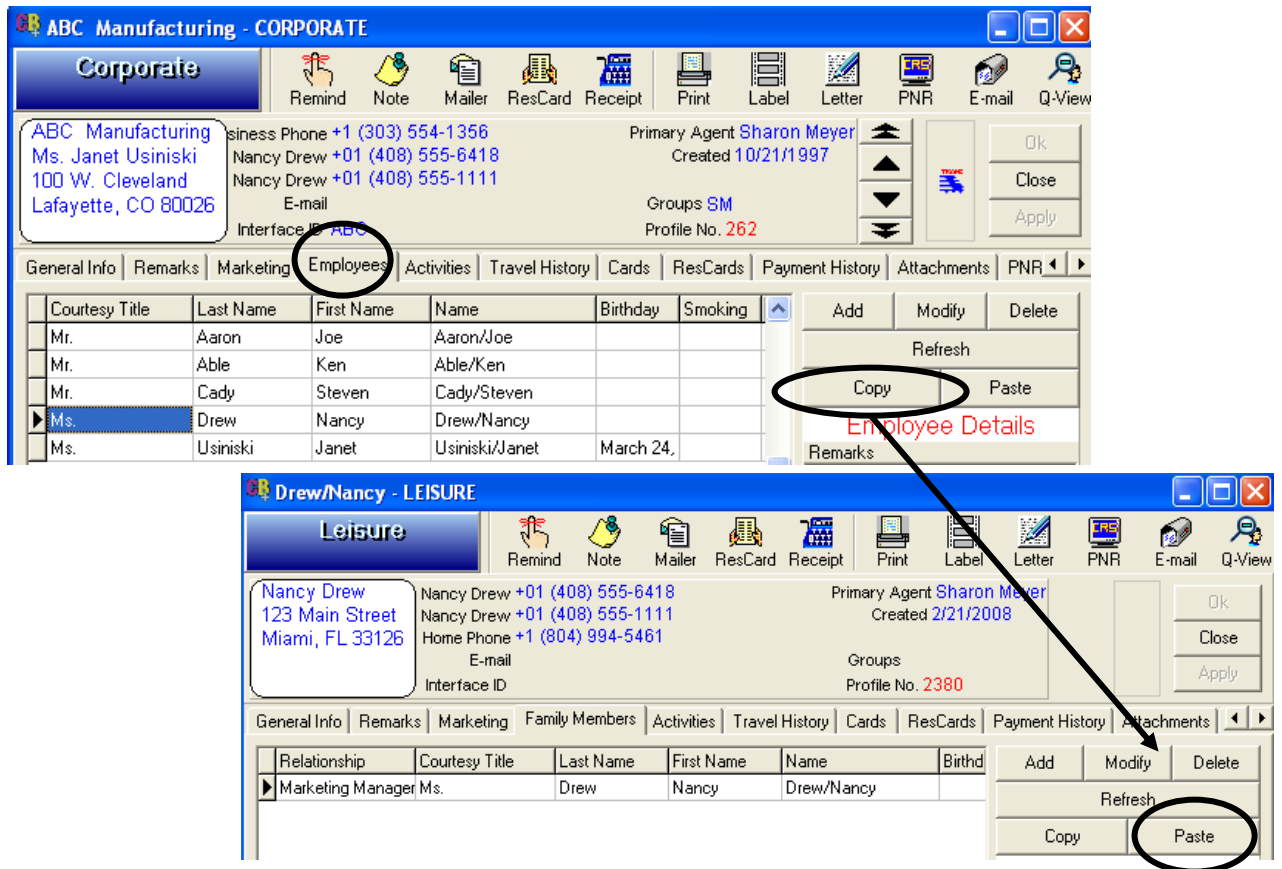 ABC Manufacturing - CORPORATE
Corporate
Remind Note Mailer ResCard Receipt Print Label Letter PNR E-mail Q-View
ABC Manufacturing
Ms. Janet Usiniski
100 W. Cleveland
Lafayette, CO 80026
siness Phone +1 (303) 554-1356
Nancy Drew +01 (408) 555-6418
Nancy Drew +01 (408) 555-1111
E-mail
Interface ID ABC
Primary Agent Sharon Meyer
Created 10/21/1997
Groups SM
Profile No. 262
Ok
Close
Apply
General Info Remarks Marketing Employees Activities Travel History Cards ResCards Payment History Attachments PNR
Courtesy Title Last Name First Name Name Birthday Smoking
Mr. Aaron Joe Aaron/Joe
Mr. Able Ken Able/Ken
Mr. Cady Steven Cady/Steven
Ms. Drew Nancy Drew/Nancy
Ms. Usiniski Janet Usiniski/Janet March 24,
Add Modify Delete
Refresh
Copy Paste
Employee Details
Remarks
Drew/Nancy - LEISURE
Leisure
Remind Note Mailer ResCard Receipt Print Label Letter PNR E-mail Q-View
Nancy Drew
123 Main Street
Miami, FL 33126
Nancy Drew +01 (408) 555-6418
Nancy Drew +01 (408) 555-1111
Home Phone +1 (804) 994-5461
E-mail
Interface ID
Primary Agent Sharon Meyer
Created 2/21/2008
Groups
Profile No. 2380
Ok
Close
Apply
General Info Remarks Marketing Family Members Activities Travel History Cards ResCards Payment History Attachments
Relationship Courtesy Title Last Name First Name Name Birthd
Marketing Manager Ms. Drew Nancy Drew/Nancy
Add Modify Delete
Refresh
Copy Paste